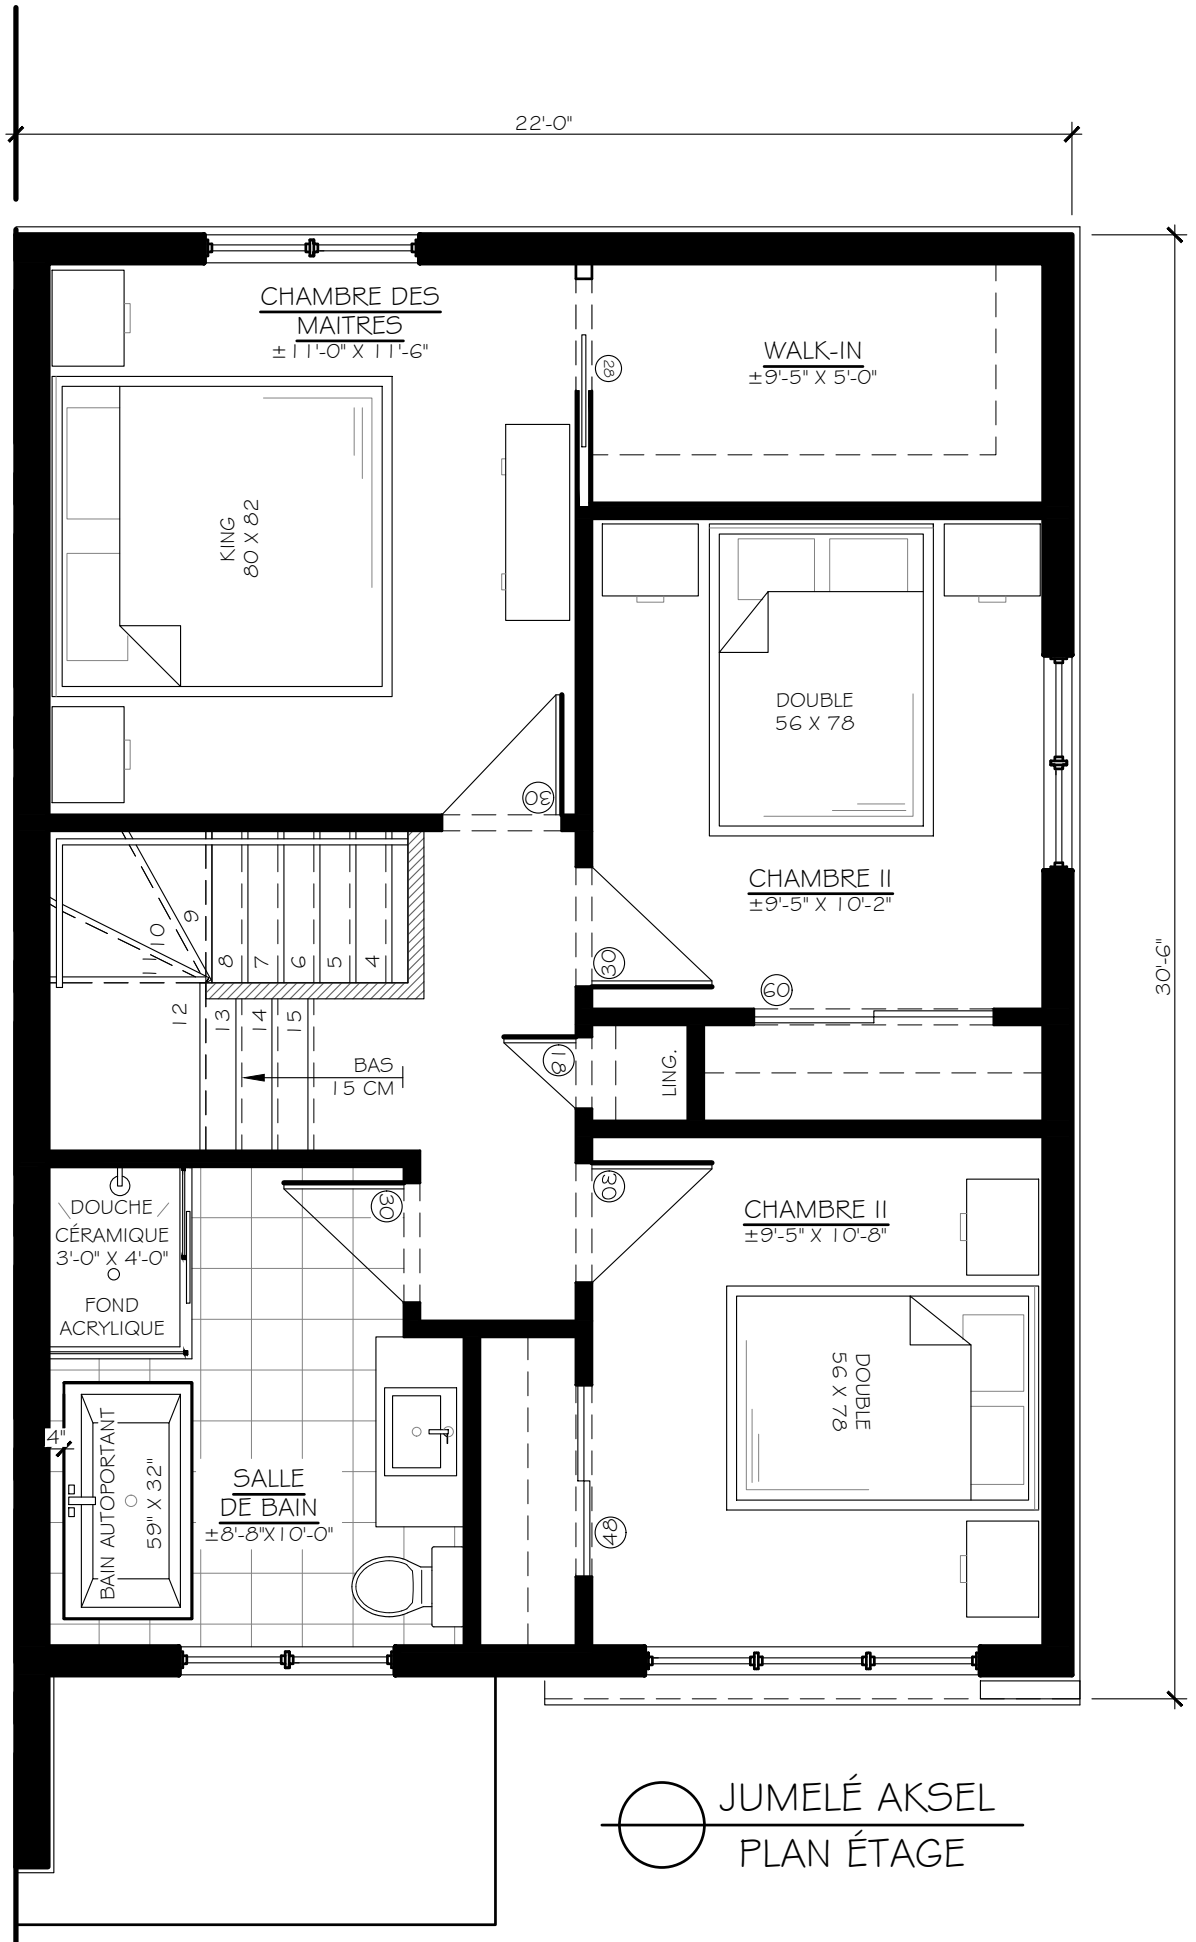 22'-0"
CHAMBRE DES
MAITRES
±11'-0" X 11'-6"
28
WALK-IN
±9'-5" X 5'-0"
KING
80 X 82
DOUBLE
56 X 78
30
CHAMBRE II
±9'-5" X 10'-2"
30'-6"
30
60
9
10
11
8
7
6
5
4
12
13
14
15
BAS
15 CM
18
LING.
DOUCHE
CÉRAMIQUE
3'-0" X 4'-0"
FOND
ACRYLIQUE
30
30
CHAMBRE II
±9'-5" X 10'-8"
DOUBLE
56 X 78
4"
BAIN AUTOPORTANT
59" X 32"
SALLE
DE BAIN
±8'-8"X10'-0"
48
JUMELÉ AKSEL
PLAN ÉTAGE